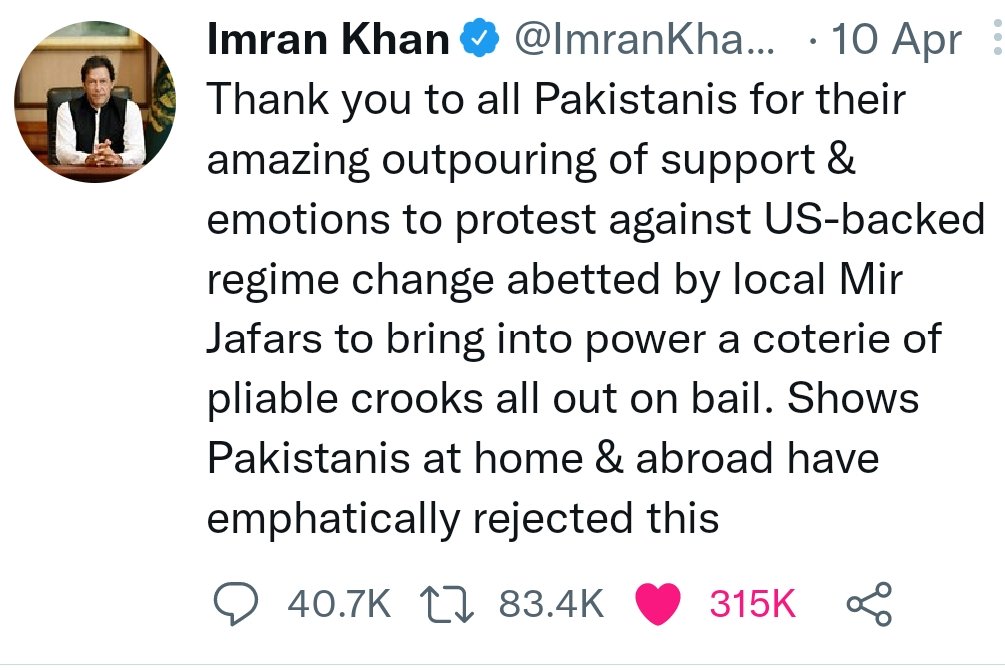 Imran Khan @ImranKha... · 10 Apr
Thank you to all Pakistanis for their
amazing outpouring of support &
emotions to protest against US-backed
regime change abetted by local Mir
Jafars to bring into power a coterie of
pliable crooks all out on bail. Shows
Pakistanis at home & abroad have
emphatically rejected this
40.7K 83.4K 315K